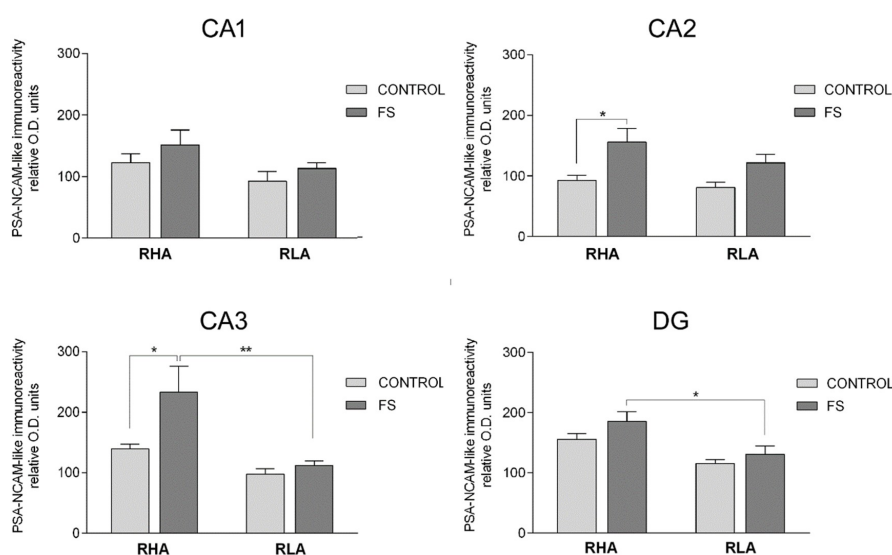 CA1
PSA-NCAM-like immunoreactivity
relative O.D. units
300
200
100
0
CONTROL
FS
RHA
RLA
CA2
PSA-NCAM-like immunoreactivity
relative O.D. units
300
200
100
0
*
CONTROL
FS
RHA
RLA
CA3
PSA-NCAM-like immunoreactivity
relative O.D. units
300
200
100
0
*
**
CONTROL
FS
RHA
RLA
DG
PSA-NCAM-like immunoreactivity
relative O.D. units
300
200
100
0
*
CONTROL
FS
RHA
RLA